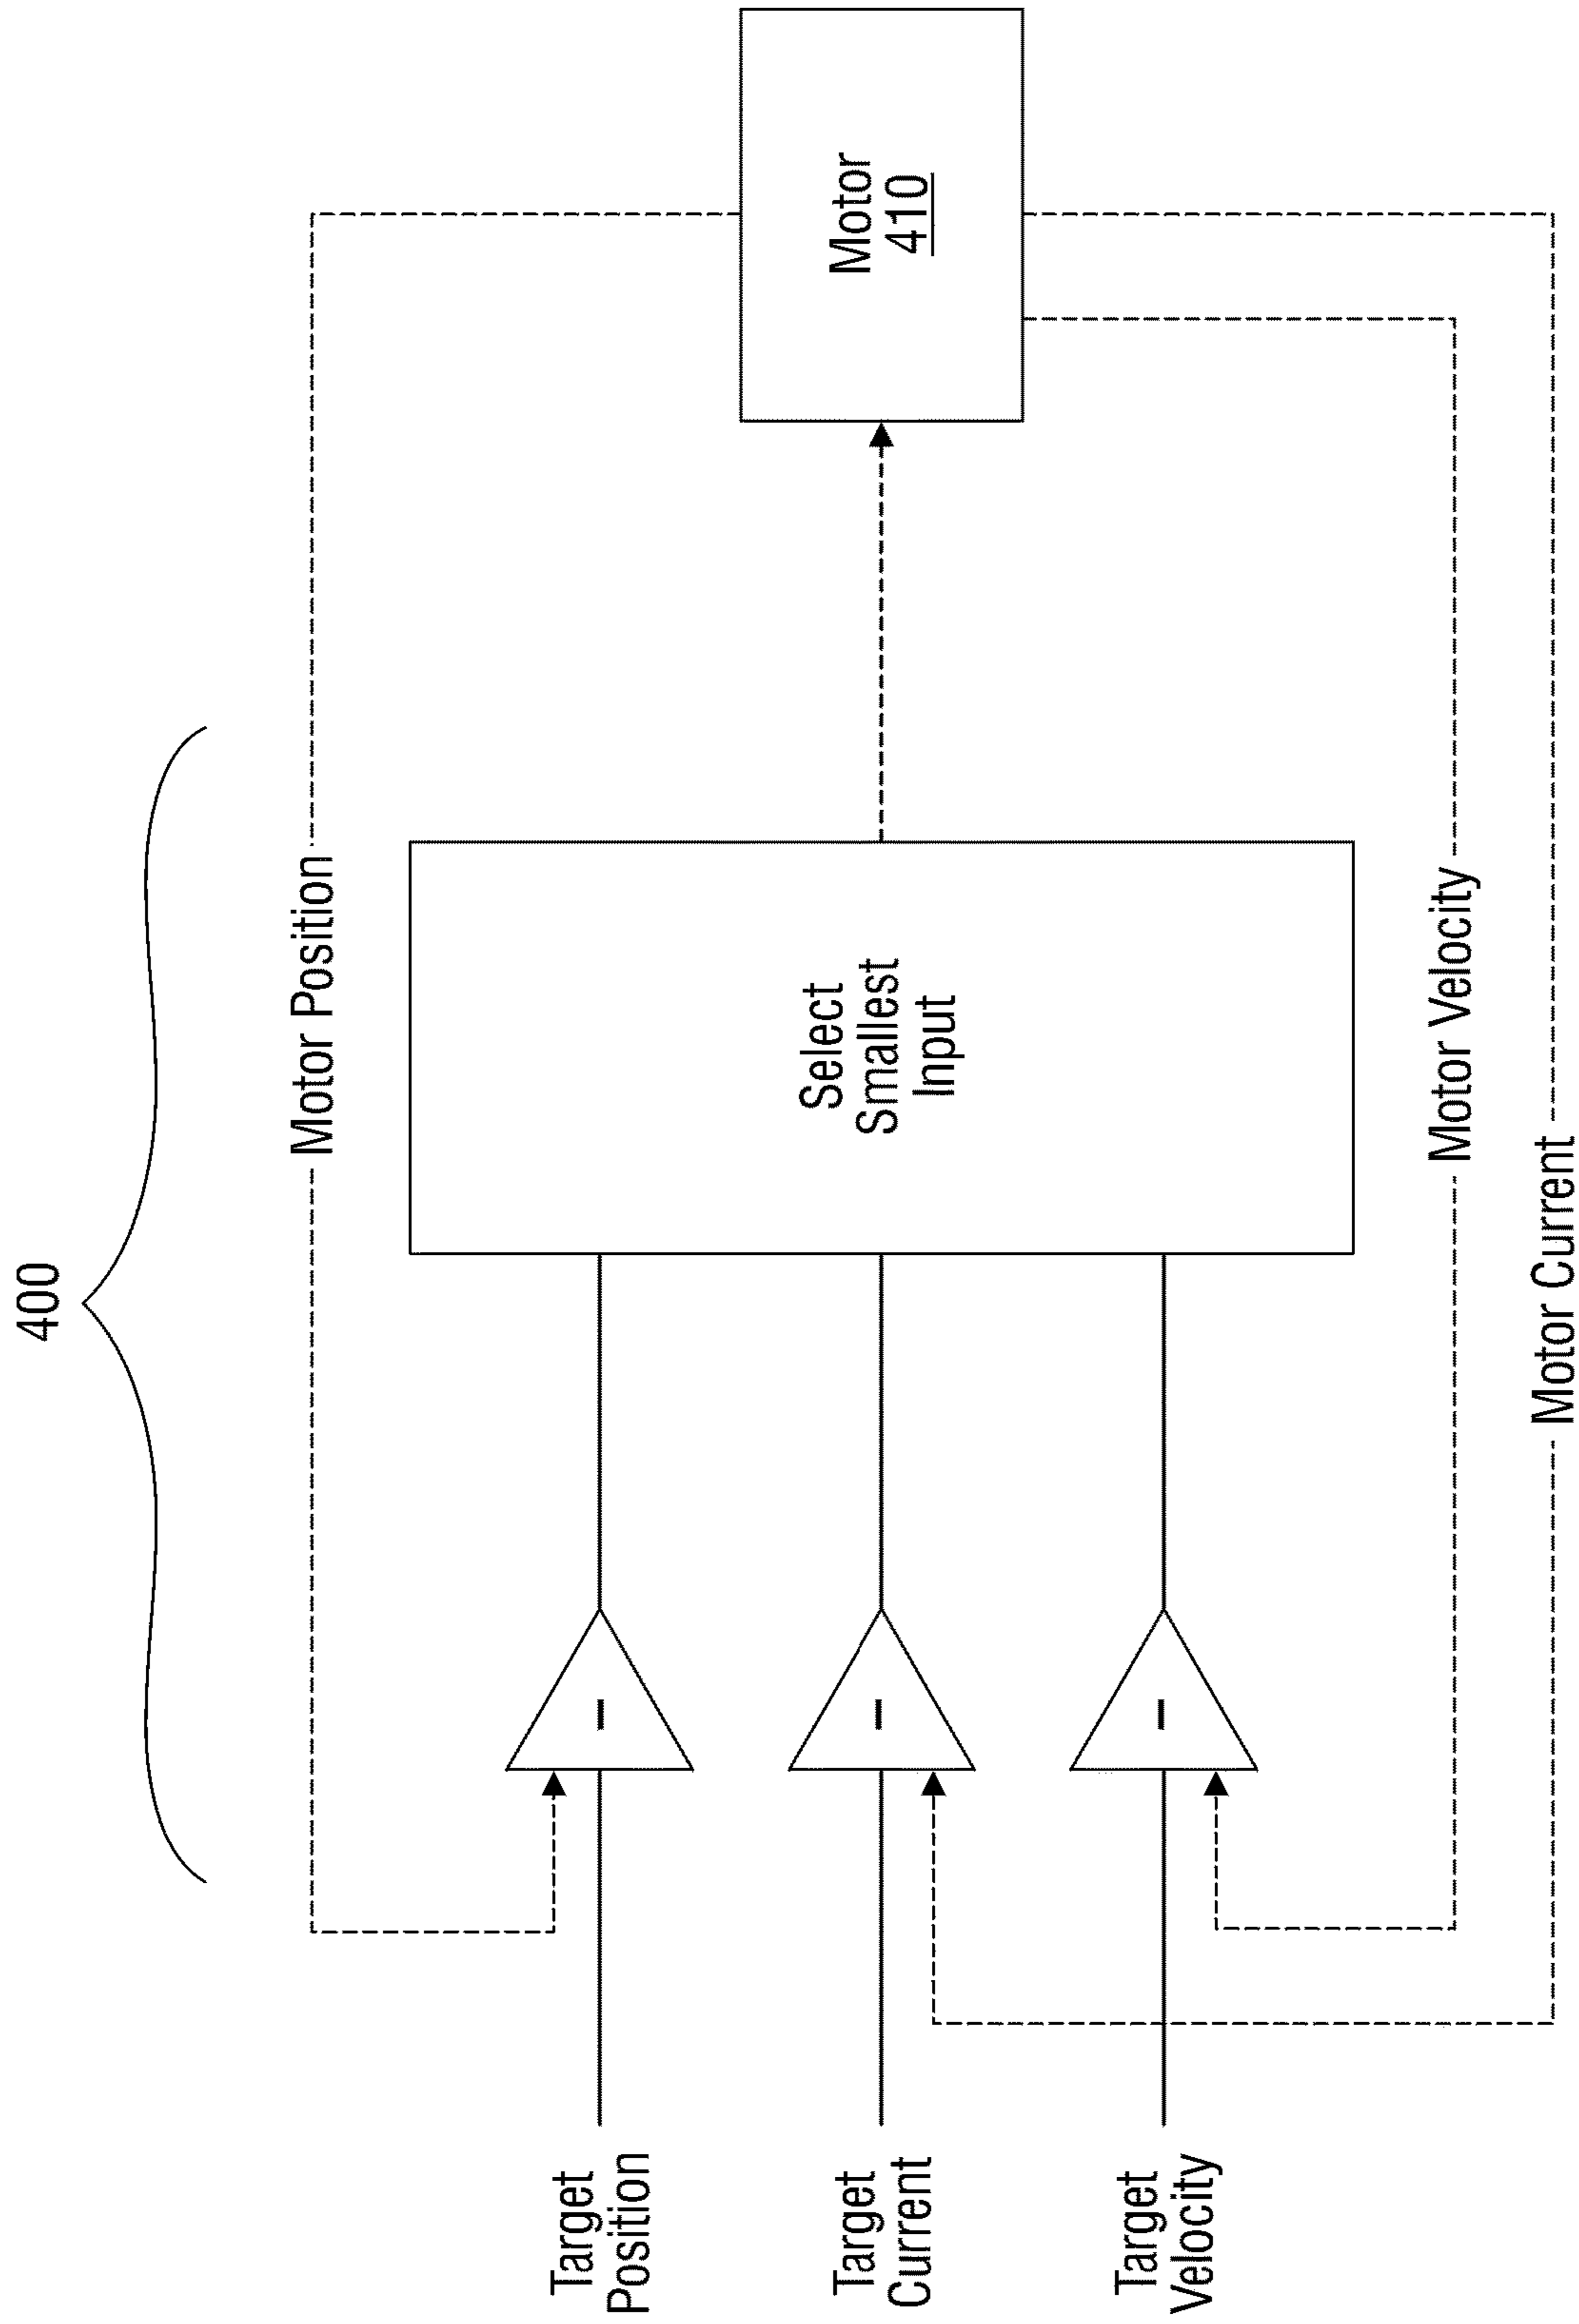 400
Motor Position
Target
Position
Target
Current
Target
Velocity
–
–
–
Select
Smallest
Input
Motor
410
Motor Velocity
Motor Current